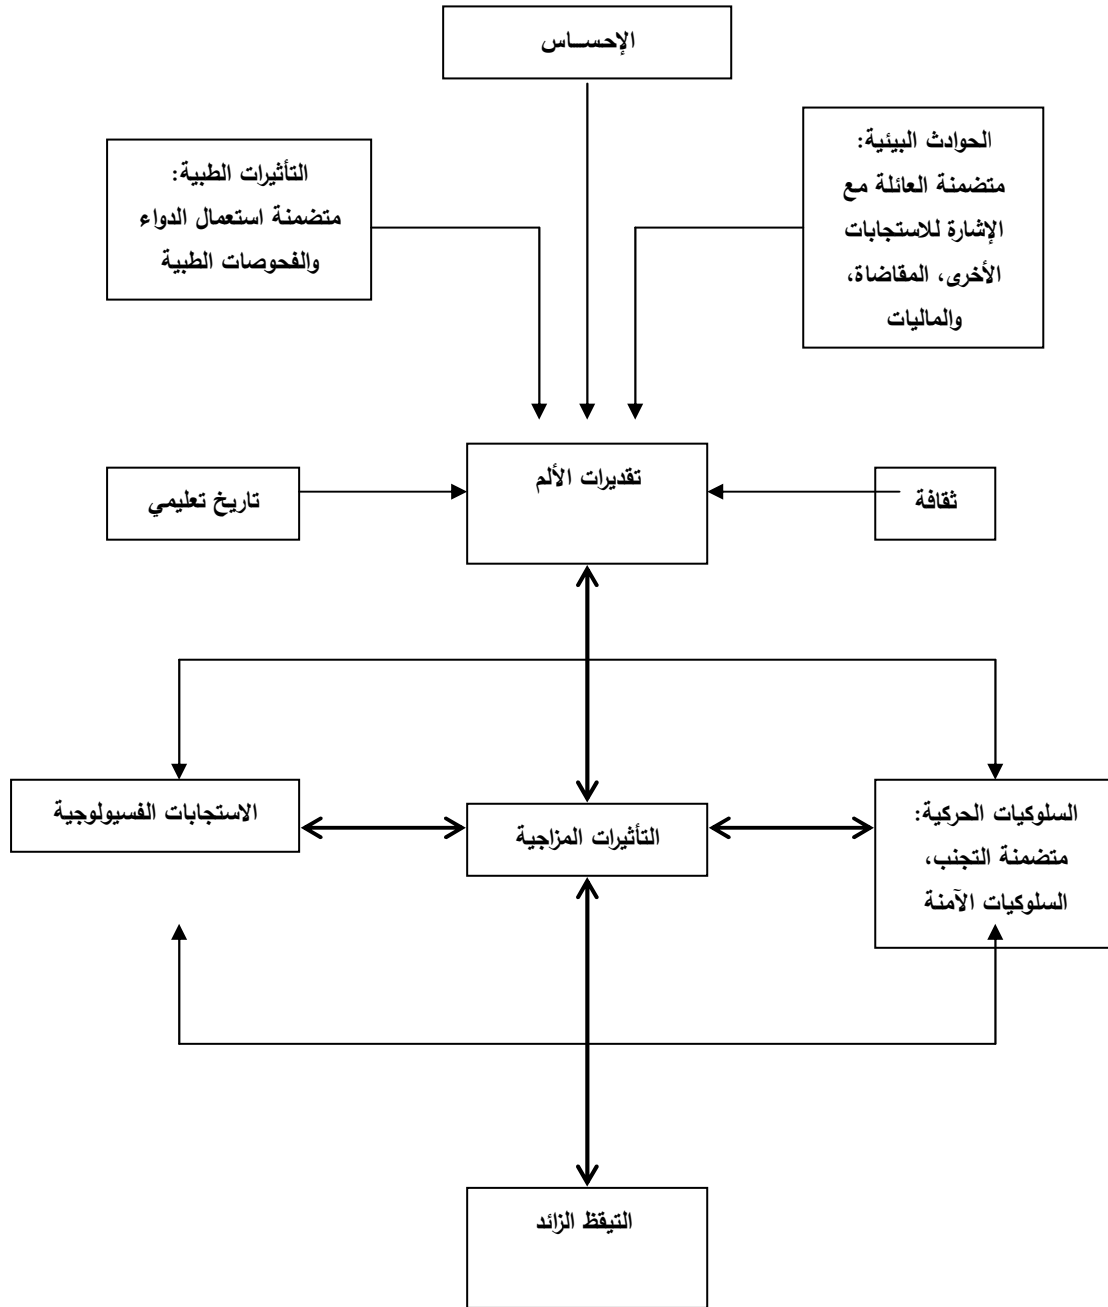 الإحســاس
الحوادث البيئية:
متضمنة العائلة مع
الإشارة للاستجابات
الأخرى، المقاضاة،
والماليات
التأثيرات الطبية:
متضمنة استعمال الدواء
والفحوصات الطبية
تقديرات الألم
ثقافة
تاريخ تعليمي
السلوكيات الحركية:
متضمنة التجنب،
السلوكيات الآمنة
التأثيرات المزاجية
الاستجابات الفسيولوجية
التيقظ الزائد